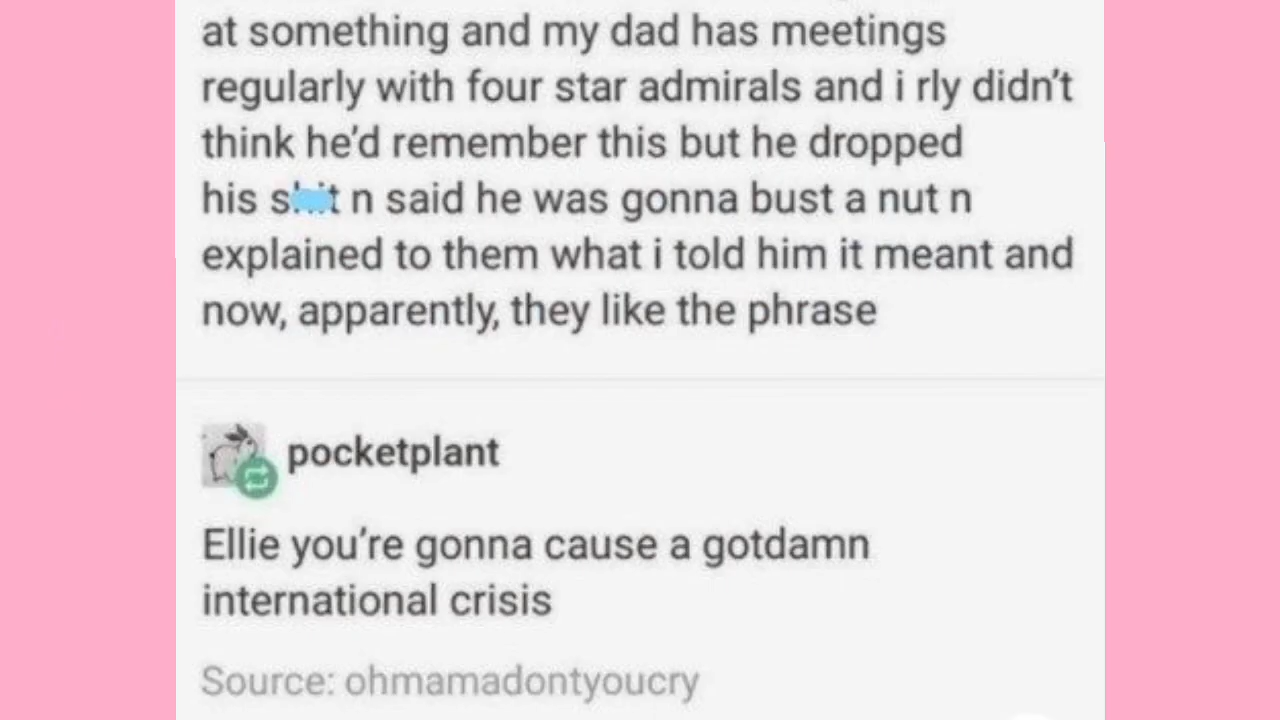 at something and my dad has meetings
regularly with four star admirals and i rly didn't
think he'd remember this but he dropped
his shit n said he was gonna bust a nut n
explained to them what i told him it meant and
now, apparently, they like the phrase
pocketplant
Ellie you're gonna cause a gotdamn
international crisis
Source: ohmamadontyoucry